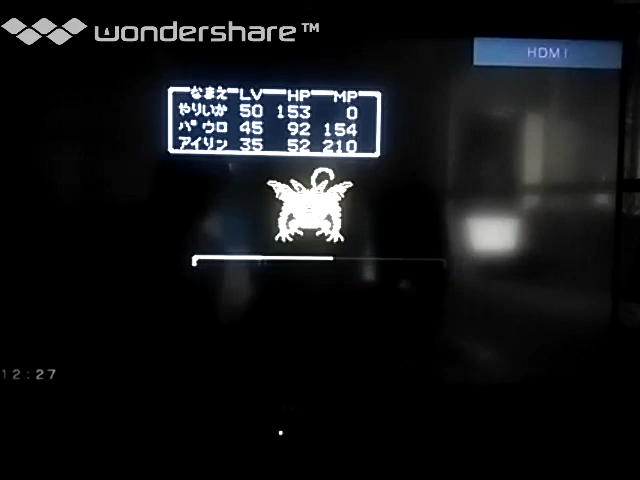 wondershare™
HDMI
なまえ LV HP MP
やりいか 50 153 0
パウロ 45 92 154
アイリン 35 52 210
12:27